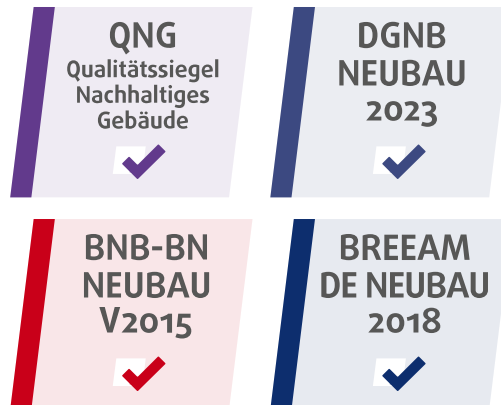 QNG
Qualitätssiegel
Nachhaltiges
Gebäude
DGNB
NEUBAU
2023
BNB-BN
NEUBAU
V2015
BREEAM
DE NEUBAU
2018